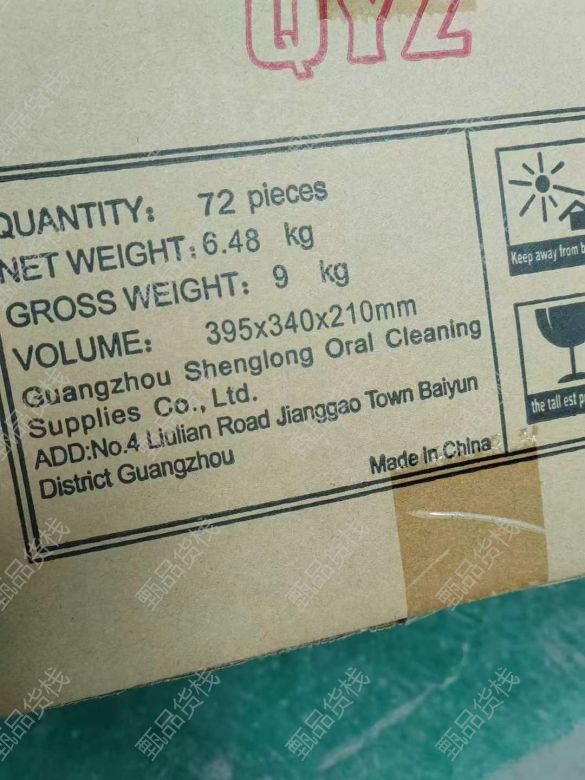 QYZ
QUANTITY: 72 pieces
NET WEIGHT: 6.48 kg
GROSS WEIGHT: 9 kg
VOLUME: 395x340x210mm
Guangzhou Shenglong Oral Cleaning
Supplies Co., Ltd.
ADD:No.4 Liulian Road Jianggao Town Baiyun
District Guangzhou
Made In China
Keep away from
the tall est
甄品货栈